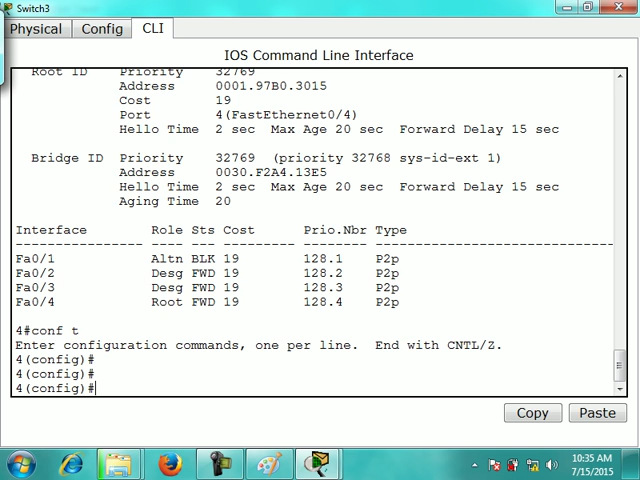 Switch3
Physical Config CLI
IOS Command Line Interface
Root ID Priority 32769
Address 0001.97B0.3015
Cost 19
Port 4(FastEthernet0/4)
Hello Time 2 sec Max Age 20 sec Forward Delay 15 sec
Bridge ID Priority 32769 (priority 32768 sys-id-ext 1)
Address 0030.F2A4.13E5
Hello Time 2 sec Max Age 20 sec Forward Delay 15 sec
Aging Time 20
Interface Role Sts Cost Prio.Nbr Type
---------------- ---- --- --------- -------- --------------------------------
Fa0/1 Altn BLK 19 128.1 P2p
Fa0/2 Desg FWD 19 128.2 P2p
Fa0/3 Desg FWD 19 128.3 P2p
Fa0/4 Root FWD 19 128.4 P2p
4#conf t
Enter configuration commands, one per line. End with CNTL/Z.
4(config)#
4(config)#
4(config)#
Copy Paste
10:35 AM
7/15/2015